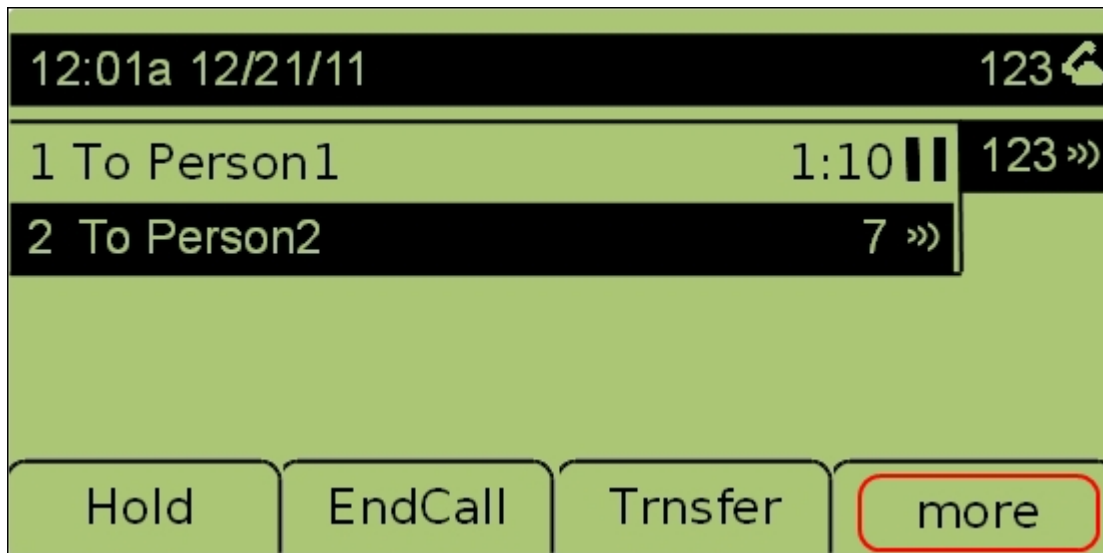 12:01a 12/21/11 123
1 To Person1 1:10 123
2 To Person2 7
Hold EndCall Trnsfer more